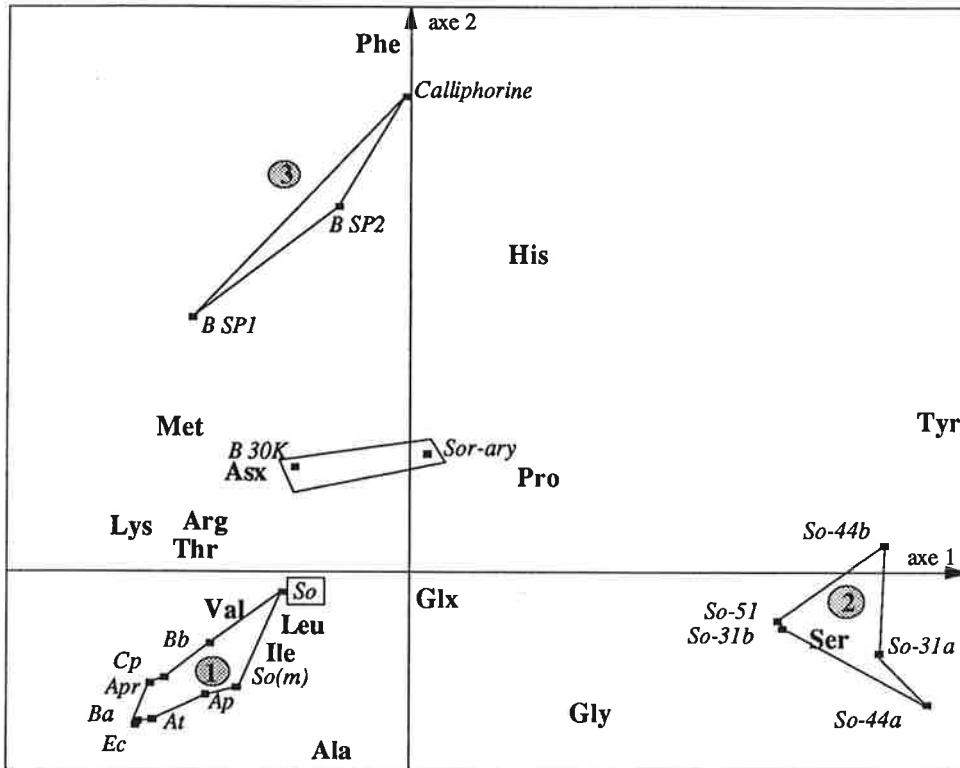 axe 2
Phe
Calliphorine
3
B SP2
His
B SP1
Met
Tyr
B 30K
Sor-ary
Asx
Pro
Lys
Arg
So-44b
Thr
axe 1
So
Glx
Val
2
Leu
So-51
Bb
So-31b
Ser
Ile
So-31a
Cp
1
So(m)
Apr
Ap
Ba
At
Gly
So-44a
Ec
Ala